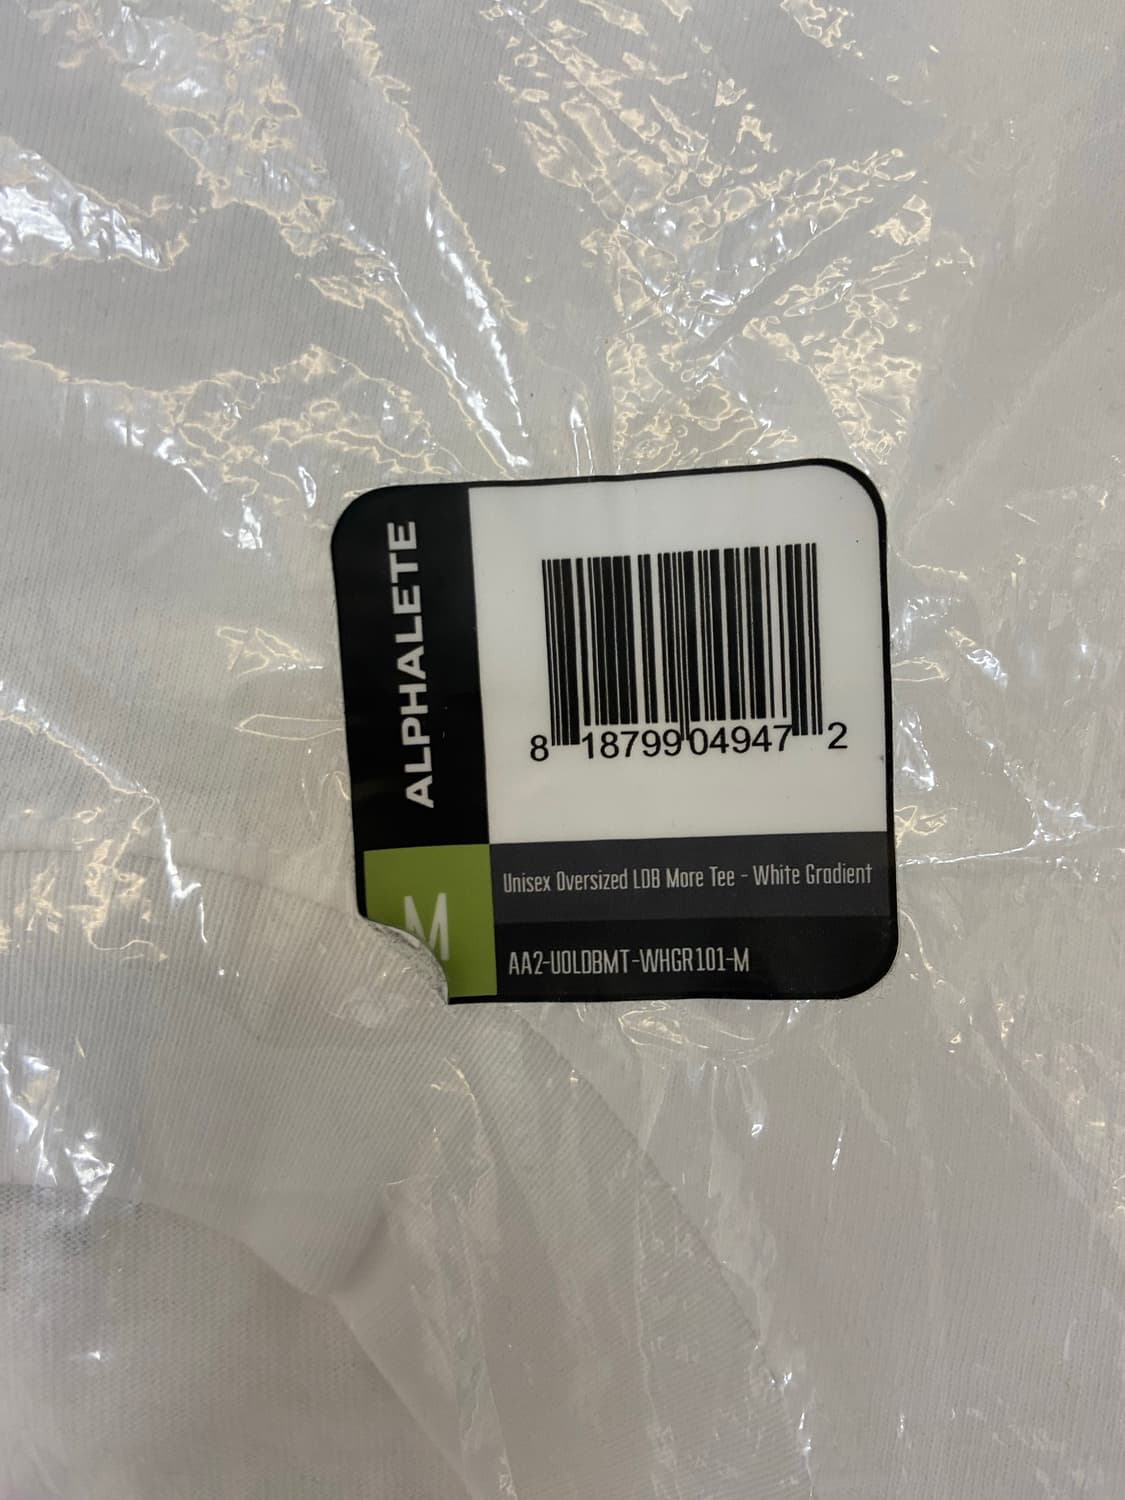 ALPHALETE
8 18799 04947 2
M
Unisex Oversized LDB More Tee - White Gradient
AA2-UOLDBMT-WHGR101-M